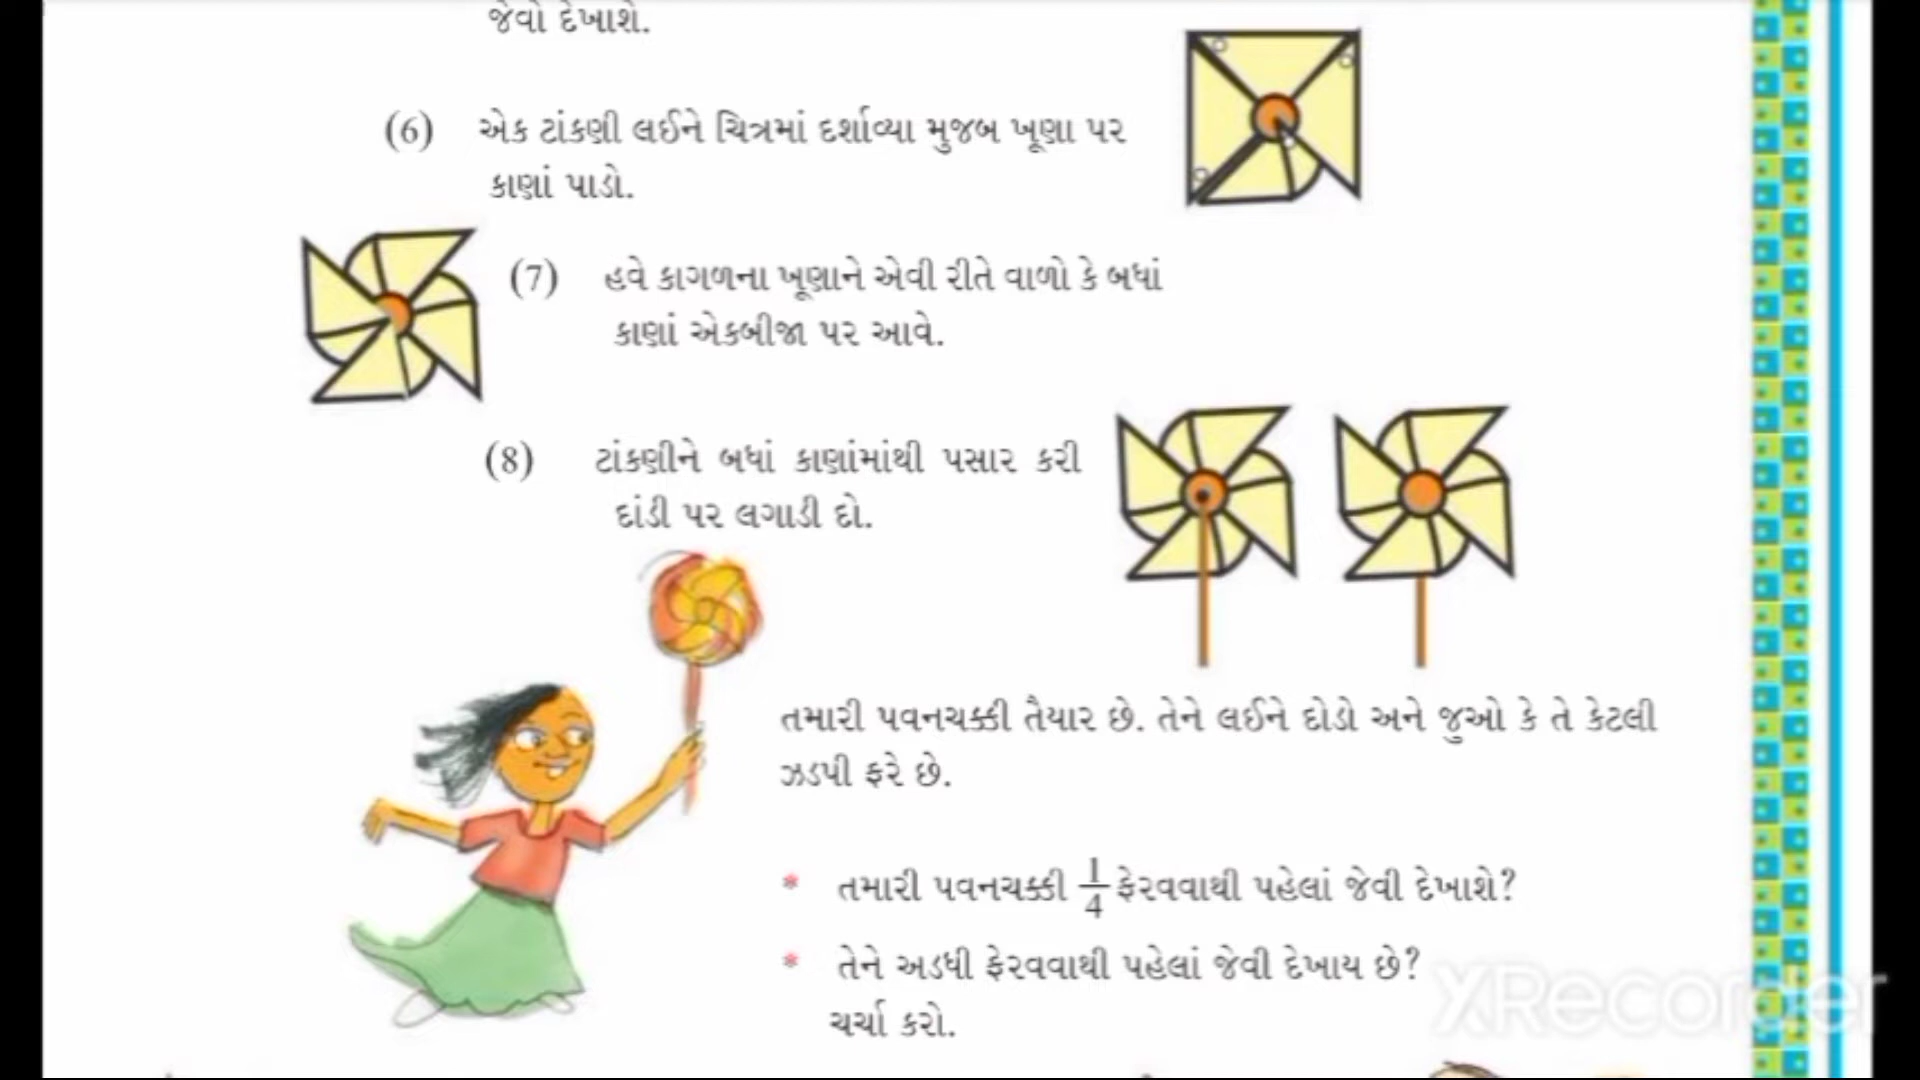 જેવો દેખાશે.
(6) એક ટાંકણી લઈને ચિત્રમાં દર્શાવ્યા મુજબ ખૂણા પર
કાણાં પાડો.
(7) હવે કાગળના ખૂણાને એવી રીતે વાળો કે બધાં
કાણાં એકબીજા પર આવે.
(8) ટાંકણીને બધાં કાણાંમાંથી પસાર કરી
દાંડી પર લગાડી દો.
તમારી પવનચક્કી તૈયાર છે. તેને લઈને દોડો અને જુઓ કે તે કેટલી
ઝડપી ફરે છે.
* તમારી પવનચક્કી 1/4 ફેરવવાથી પહેલાં જેવી દેખાશે?
* તેને અડધી ફેરવવાથી પહેલાં જેવી દેખાય છે?
ચર્ચા કરો.
XRecorder